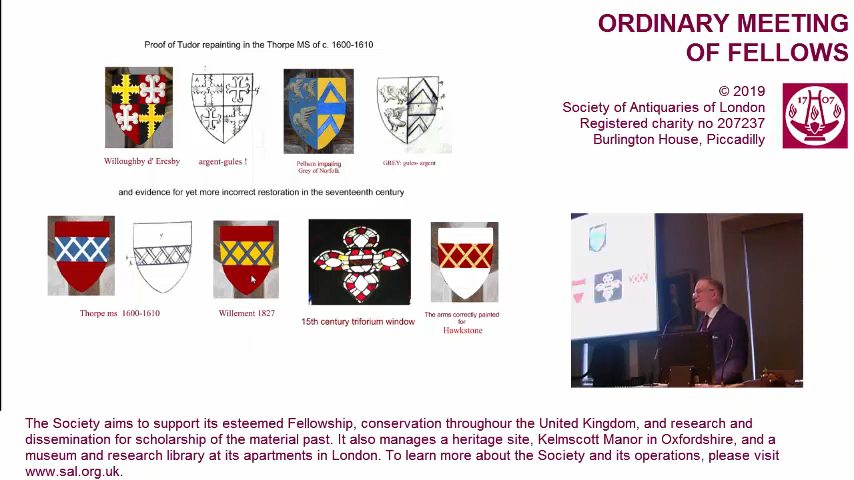 ORDINARY MEETING
OF FELLOWS
© 2019
Society of Antiquaries of London
Registered charity no 207237
Burlington House, Piccadilly
17 07
Proof of Tudor repainting in the Thorpe MS of c. 1600-1610
Willoughby d' Eresby
argent-gules !
Pelham impaling
Grey of Norfolk
GREY: gules- argent
and evidence for yet more incorrect restoration in the seventeenth century
Thorpe ms 1600-1610
Willement 1827
15th century triforium window
The arms correctly painted
for
Hawkstone
The Society aims to support its esteemed Fellowship, conservation throughour the United Kingdom, and research and
dissemination for scholarship of the material past. It also manages a heritage site, Kelmscott Manor in Oxfordshire, and a
museum and research library at its apartments in London. To learn more about the Society and its operations, please visit
www.sal.org.uk.